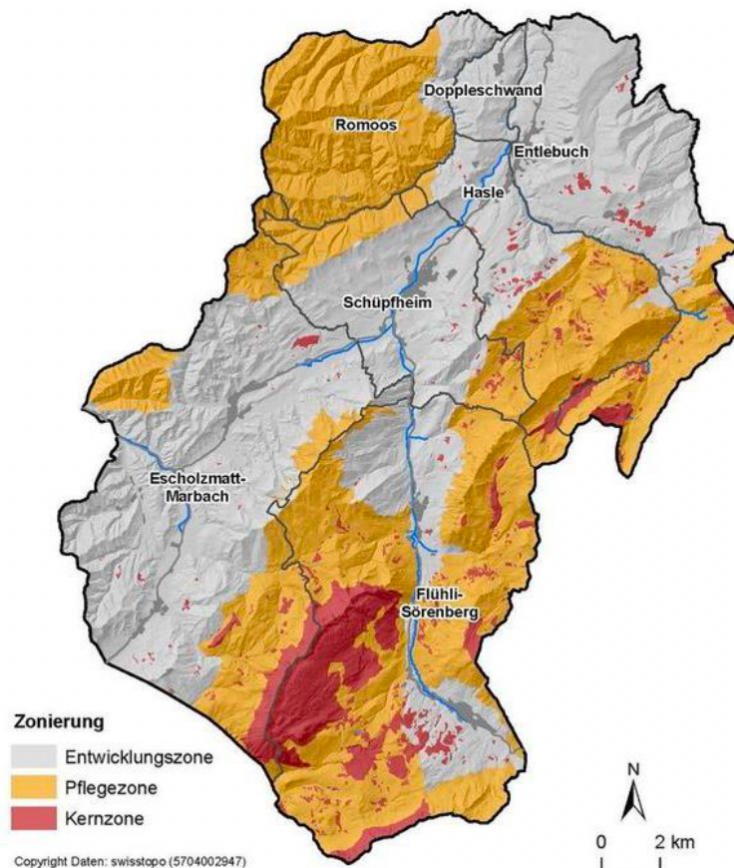 Doppleschwand
Romoos
Entlebuch
Hasle
Schüpfheim
Escholzmatt-
Marbach
Flühli-
Sörenberg
Zonierung
Entwicklungszone
Pflegezone
Kernzone
N
0 2 km
Copyright Daten: swisstopo (5704002947)